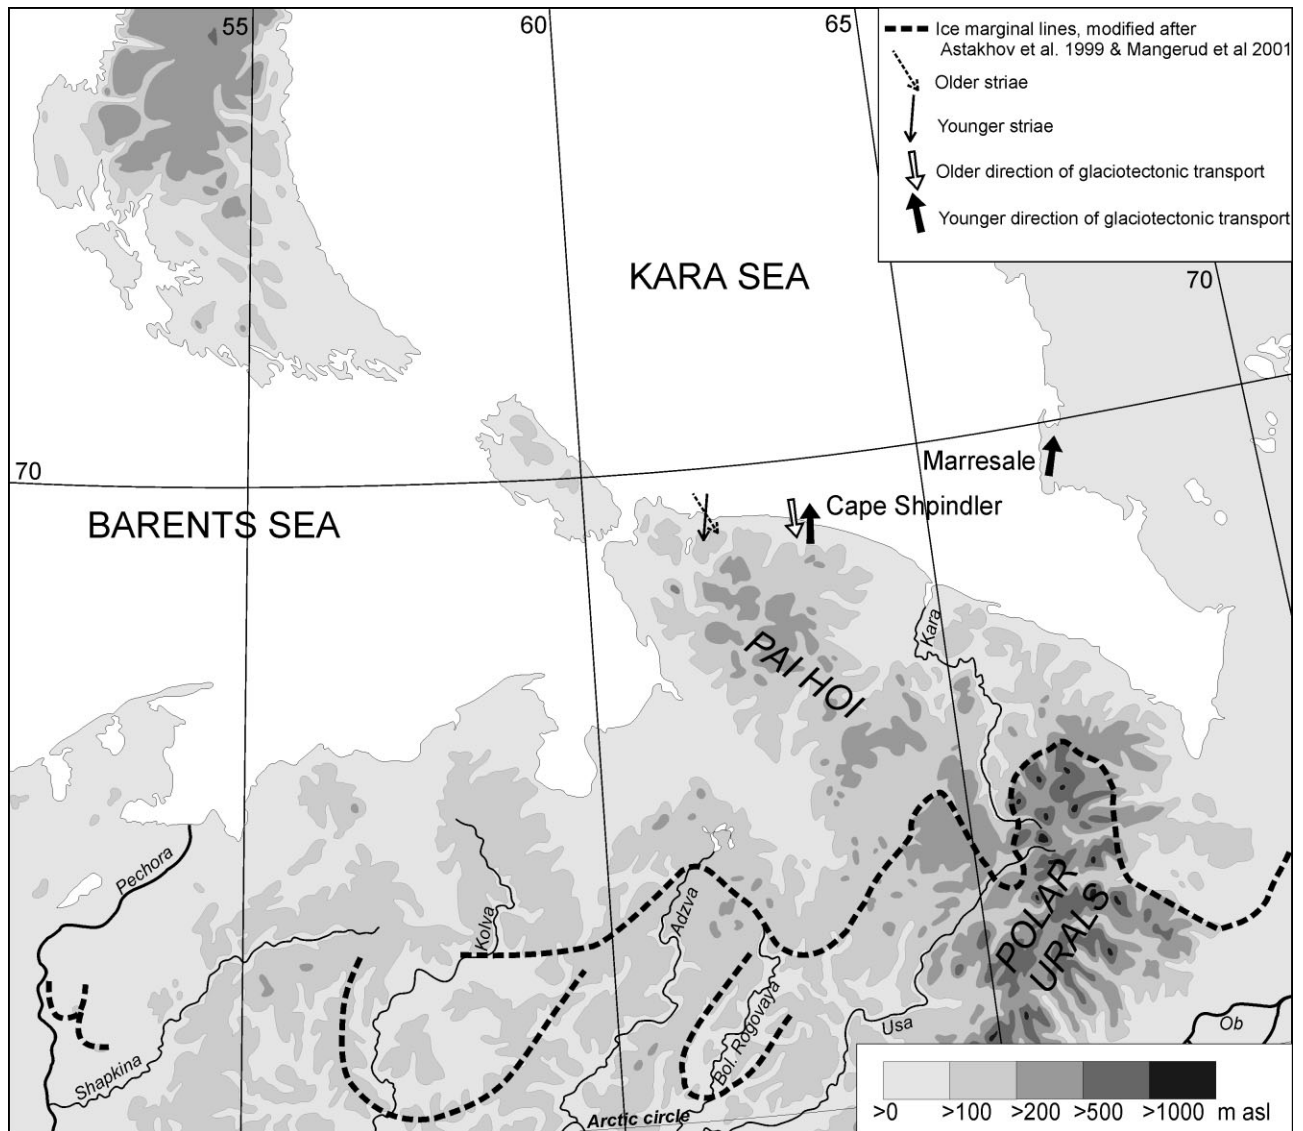 55
60
65
Ice marginal lines, modified after
Astakhov et al. 1999 & Mangerud et al 2001
Older striae
Younger striae
Older direction of glaciotectonic transport
Younger direction of glaciotectonic transport
KARA SEA
70
70
Marresale
BARENTS SEA
Cape Shpindler
Kara
PAI HOI
Pechora
Kolva
Adzva
POLAR
URALS
Bol. Rogovaya
Usa
Ob
Shapkina
Arctic circle
>0 >100 >200 >500 >1000 m asl